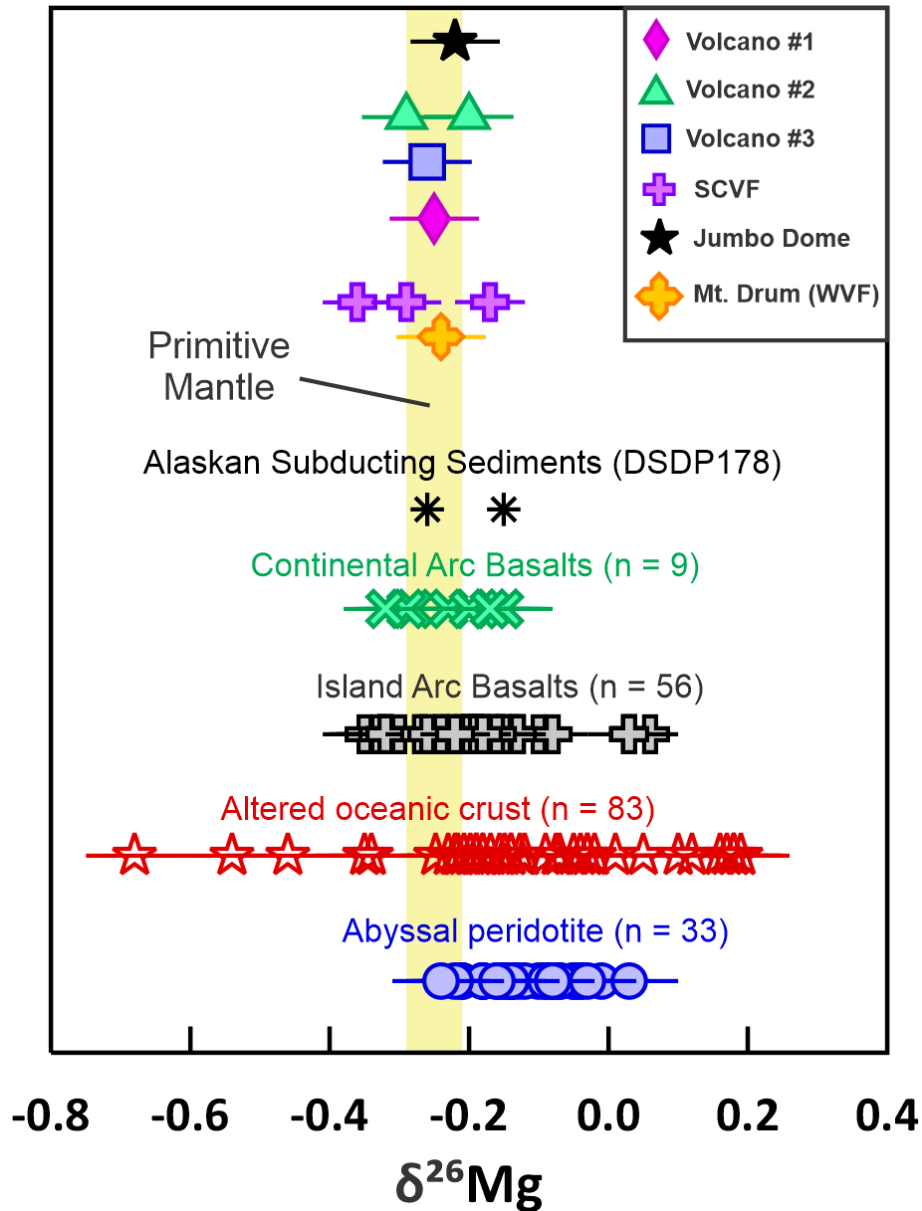 Volcano #1
Volcano #2
Volcano #3
SCVF
Jumbo Dome
Mt. Drum (WVF)
Primitive
Mantle
Alaskan Subducting Sediments (DSDP178)
Continental Arc Basalts (n = 9)
Island Arc Basalts (n = 56)
Altered oceanic crust (n = 83)
Abyssal peridotite (n = 33)
-0.8 -0.6 -0.4 -0.2 0.0 0.2 0.4
δ²⁶Mg